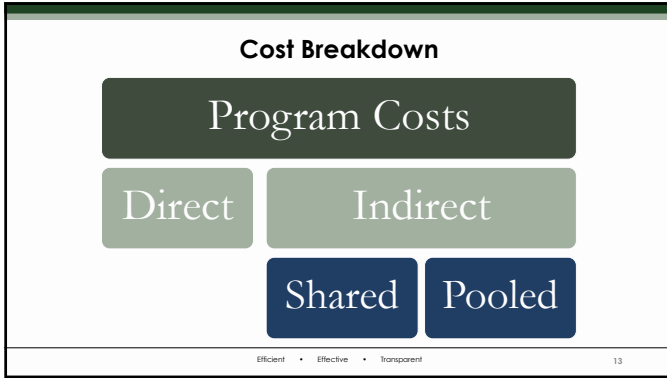 Cost Breakdown
Program Costs
Direct Indirect
Shared Pooled
Efficient • Effective • Transparent 13